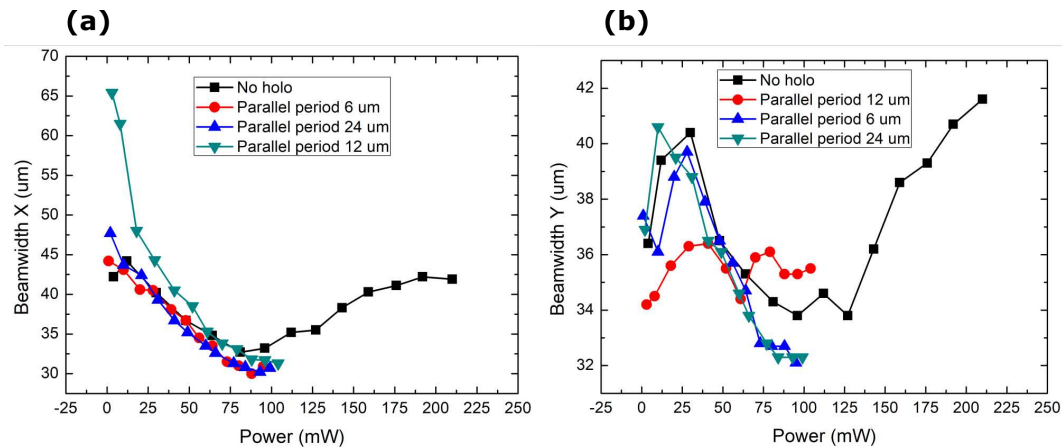 (a)
(b)
70
65
60
55
50
45
40
35
30
25
Beamwidth X (um)
No holo
Parallel period 6 um
Parallel period 24 um
Parallel period 12 um
-25 0 25 50 75 100 125 150 175 200 225 250
Power (mW)
42
40
38
36
34
32
Beamwidth Y (um)
No holo
Parallel period 12 um
Parallel period 6 um
Parallel period 24 um
-25 0 25 50 75 100 125 150 175 200 225 250
Power (mW)